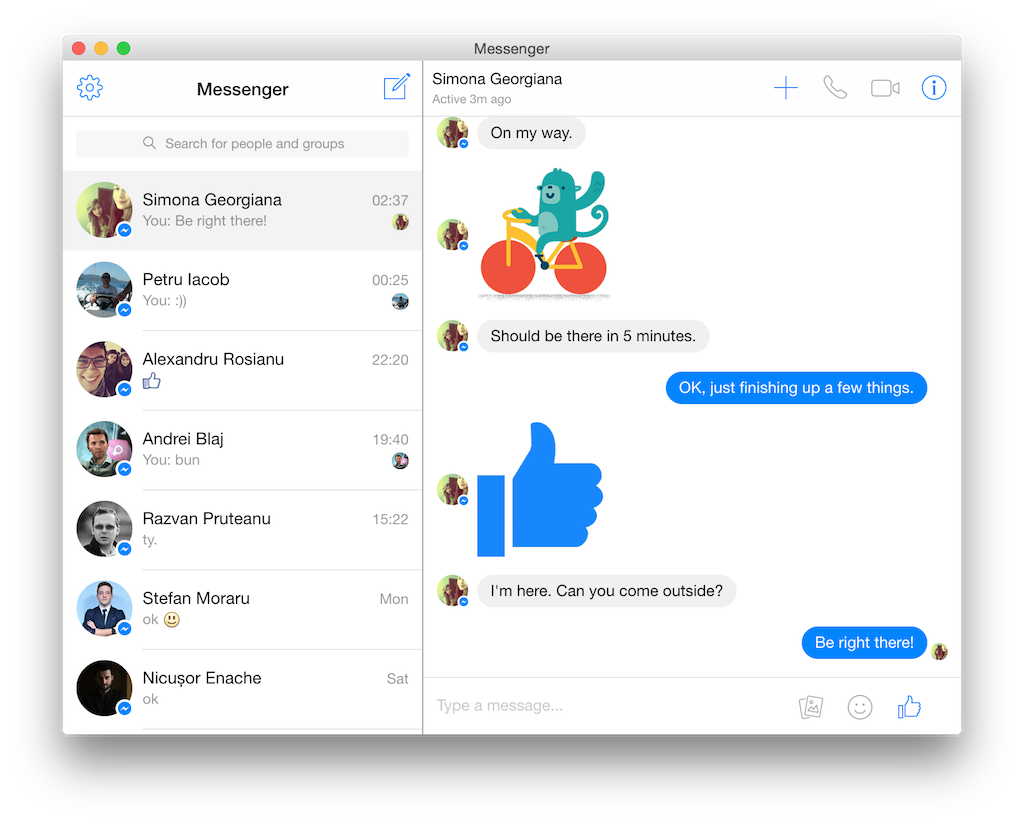 Messenger
Messenger
Search for people and groups
Simona Georgiana 02:37
You: Be right there!
Petru Iacob 00:25
You: :))
Alexandru Rosianu 22:20
Andrei Blaj 19:40
You: bun
Razvan Pruteanu 15:22
ty.
Stefan Moraru Mon
ok 😃
Nicușor Enache Sat
ok
Simona Georgiana
Active 3m ago
On my way.
Should be there in 5 minutes.
OK, just finishing up a few things.
I'm here. Can you come outside?
Be right there!
Type a message...